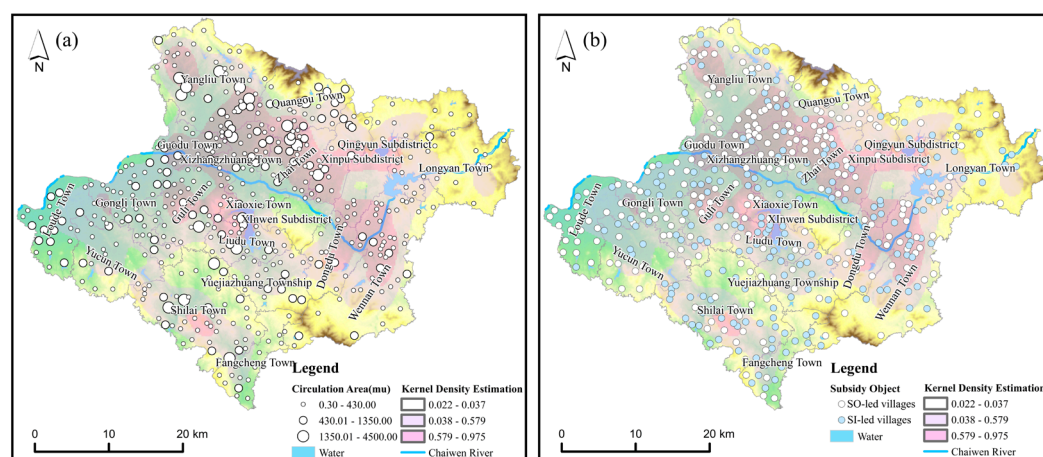 (a)
N
Yangliu Town
Quangou Town
Guodu Town
Qingyun Subdistrict
Xizhangzhuang Town
Zhai Town
Xinpu Subdistrict
Longyan Town
Loude Town
Gongli Town
Guli Town
Xiaoxie Town
XInwen Subdistrict
Liudu Town
Yucun Town
Dongdu Town
Yuejiazhuang Township
Wennan Town
Shilai Town
Fangcheng Town
Legend
Circulation Area(mu)
0.30 - 430.00
430.01 - 1350.00
1350.01 - 4500.00
Water
Kernel Density Estimation
0.022 - 0.037
0.038 - 0.579
0.579 - 0.975
Chaiwen River
0 10 20 km
(b)
N
Yangliu Town
Quangou Town
Guodu Town
Qingyun Subdistrict
Xizhangzhuang Town
Zhai Town
Xinpu Subdistrict
Longyan Town
Loude Town
Gongli Town
Guli Town
Xiaoxie Town
XInwen Subdistrict
Liudu Town
Yucun Town
Dongdu Town
Yuejiazhuang Township
Wennan Town
Shilai Town
Fangcheng Town
Legend
Subsidy Object
SO-led villages
SI-led villages
Water
Kernel Density Estimation
0.022 - 0.037
0.038 - 0.579
0.579 - 0.975
Chaiwen River
0 10 20 km